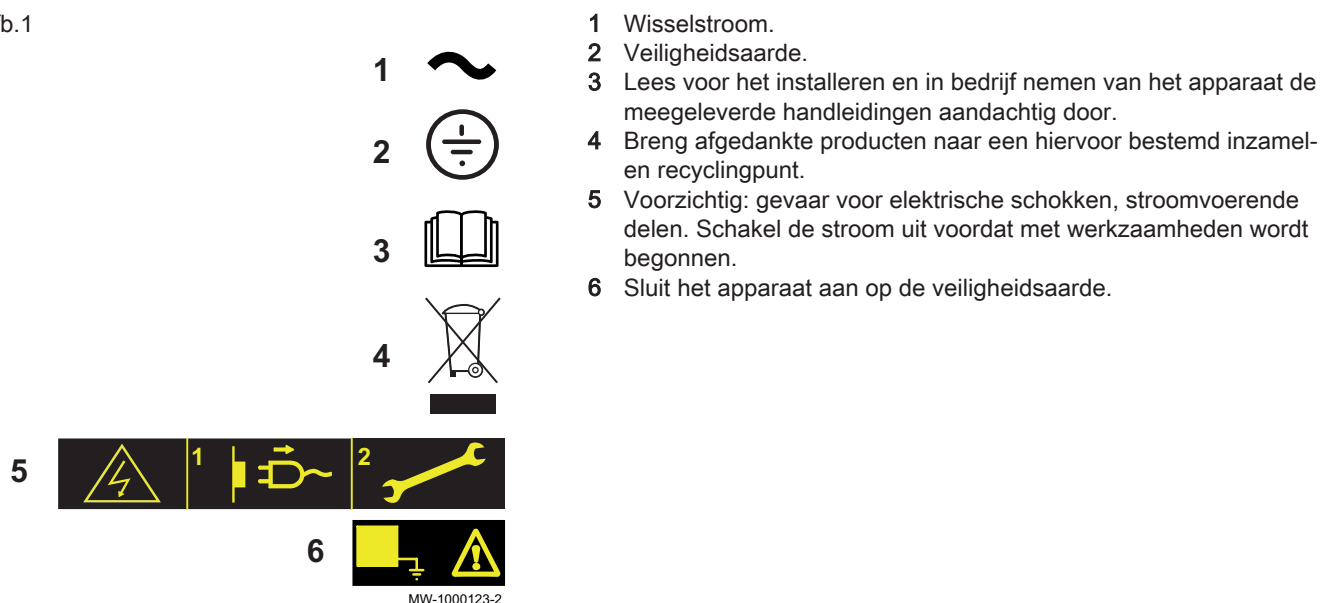 b.1
1
2
3
4
5
1
2
6
MW-1000123-2
1 Wisselstroom.
2 Veiligheidsaarde.
3 Lees voor het installeren en in bedrijf nemen van het apparaat de
meegeleverde handleidingen aandachtig door.
4 Breng afgedankte producten naar een hiervoor bestemd inzamel-
en recyclingpunt.
5 Voorzichtig: gevaar voor elektrische schokken, stroomvoerende
delen. Schakel de stroom uit voordat met werkzaamheden wordt
begonnen.
6 Sluit het apparaat aan op de veiligheidsaarde.